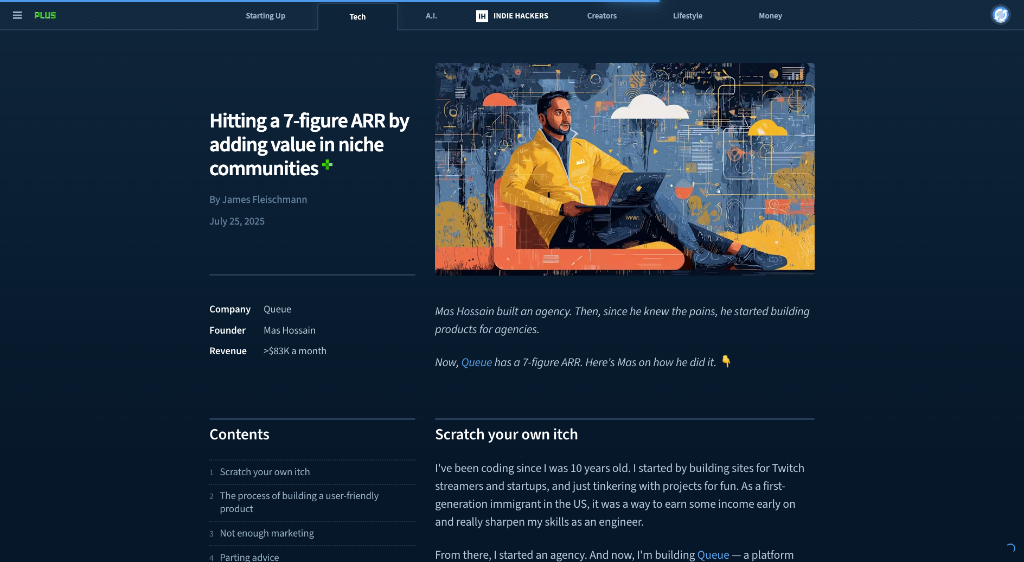 PLUS
Starting Up
Tech
A.I.
IH INDIE HACKERS
Creators
Lifestyle
Money
Hitting a 7-figure ARR by
adding value in niche
communities
By James Fleischmann
July 25, 2025
Company Queue
Founder Mas Hossain
Revenue >$83K a month
Mas Hossain built an agency. Then, since he knew the pains, he started building
products for agencies.
Now, Queue has a 7-figure ARR. Here's Mas on how he did it. 👇
Contents
1 Scratch your own itch
2 The process of building a user-friendly
product
3 Not enough marketing
4 Parting advice
Scratch your own itch
I've been coding since I was 10 years old. I started by building sites for Twitch
streamers and startups, and just tinkering with projects for fun. As a first-
generation immigrant in the US, it was a way to earn some income early on
and really sharpen my skills as an engineer.
From there, I started an agency. And now, I'm building Queue — a platform